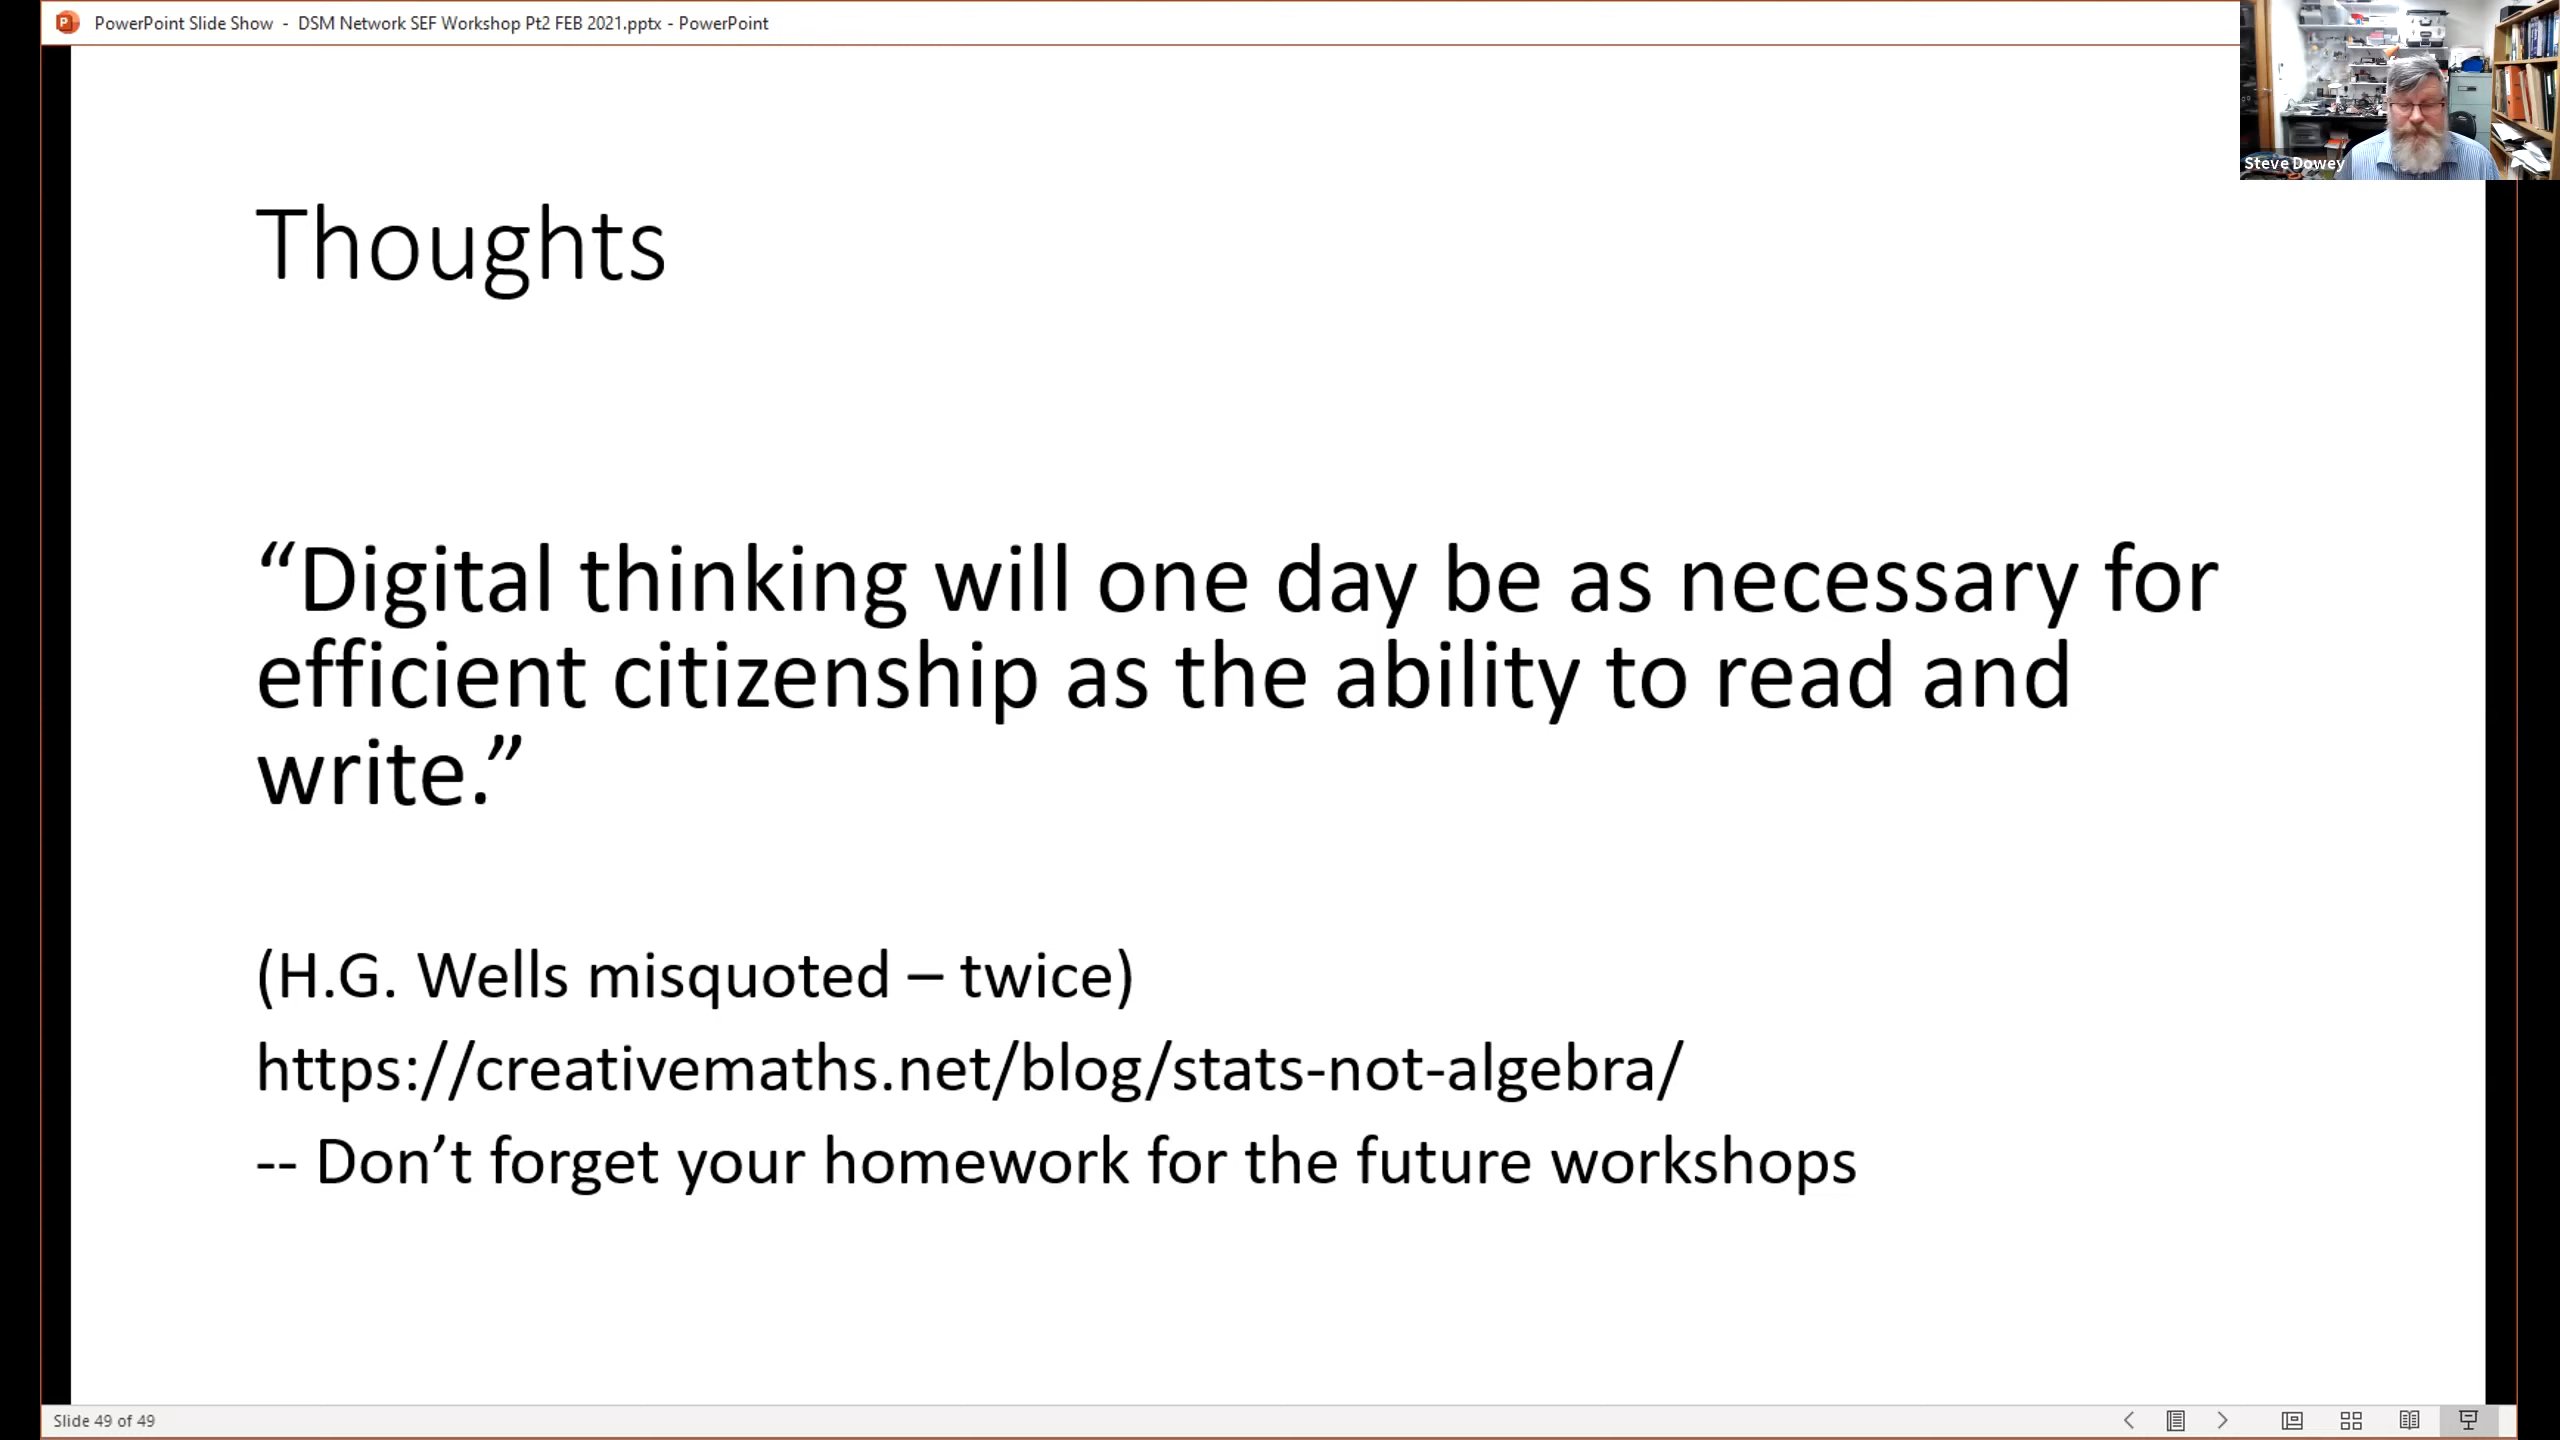 PowerPoint Slide Show - DSM Network SEF Workshop Pt2 FEB 2021.pptx - PowerPoint
Steve Dowey
Thoughts
“Digital thinking will one day be as necessary for
efficient citizenship as the ability to read and
write.”
(H.G. Wells misquoted – twice)
https://creativemaths.net/blog/stats-not-algebra/
-- Don’t forget your homework for the future workshops
Slide 49 of 49